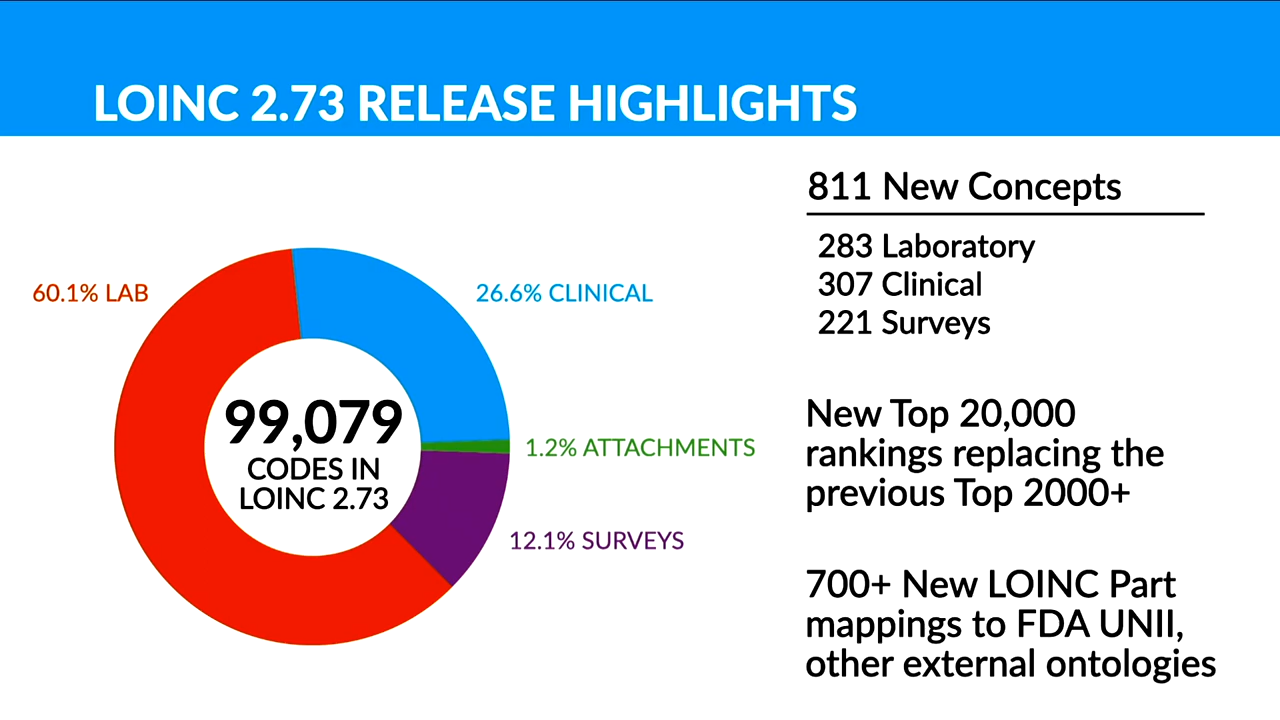 LOINC 2.73 RELEASE HIGHLIGHTS
60.1% LAB
26.6% CLINICAL
99,079
CODES IN
LOINC 2.73
1.2% ATTACHMENTS
12.1% SURVEYS
811 New Concepts
283 Laboratory
307 Clinical
221 Surveys
New Top 20,000
rankings replacing the
previous Top 2000+
700+ New LOINC Part
mappings to FDA UNII,
other external ontologies